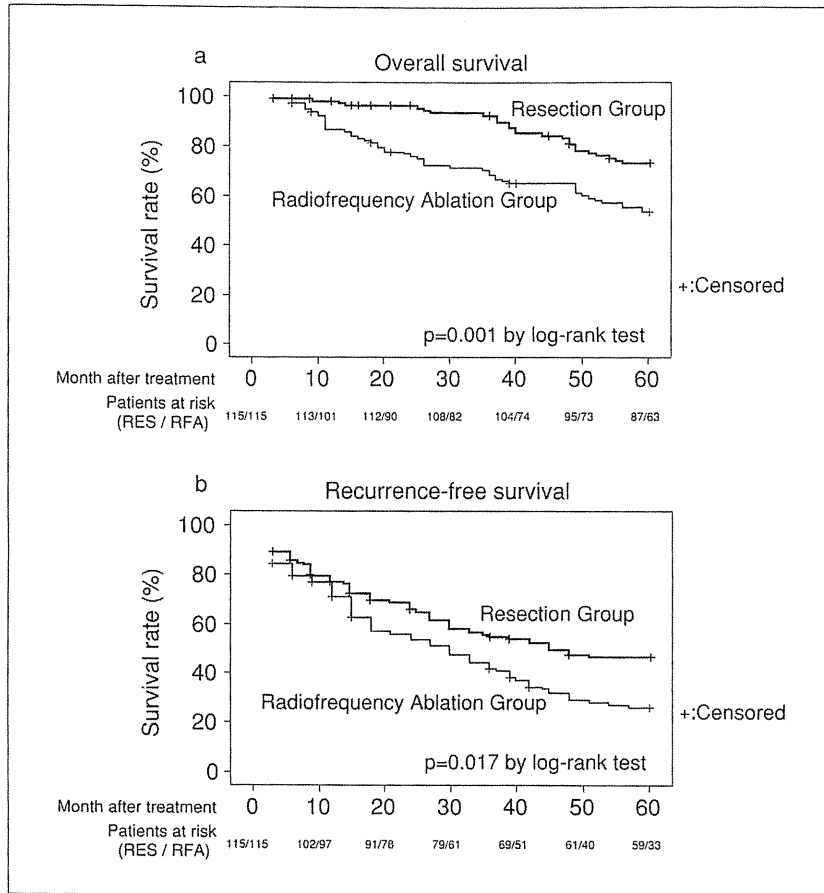 a
Overall survival
Survival rate (%)
100
80
60
40
20
0
Resection Group
Radiofrequency Ablation Group
+:Censored
p=0.001 by log-rank test
Month after treatment 0 10 20 30 40 50 60
Patients at risk
(RES / RFA) 115/115 113/101 112/90 108/82 104/74 95/73 87/63
b
Recurrence-free survival
Survival rate (%)
100
80
60
40
20
0
Resection Group
Radiofrequency Ablation Group
+:Censored
p=0.017 by log-rank test
Month after treatment 0 10 20 30 40 50 60
Patients at risk
(RES / RFA) 115/115 102/97 91/78 79/61 69/51 61/40 59/33